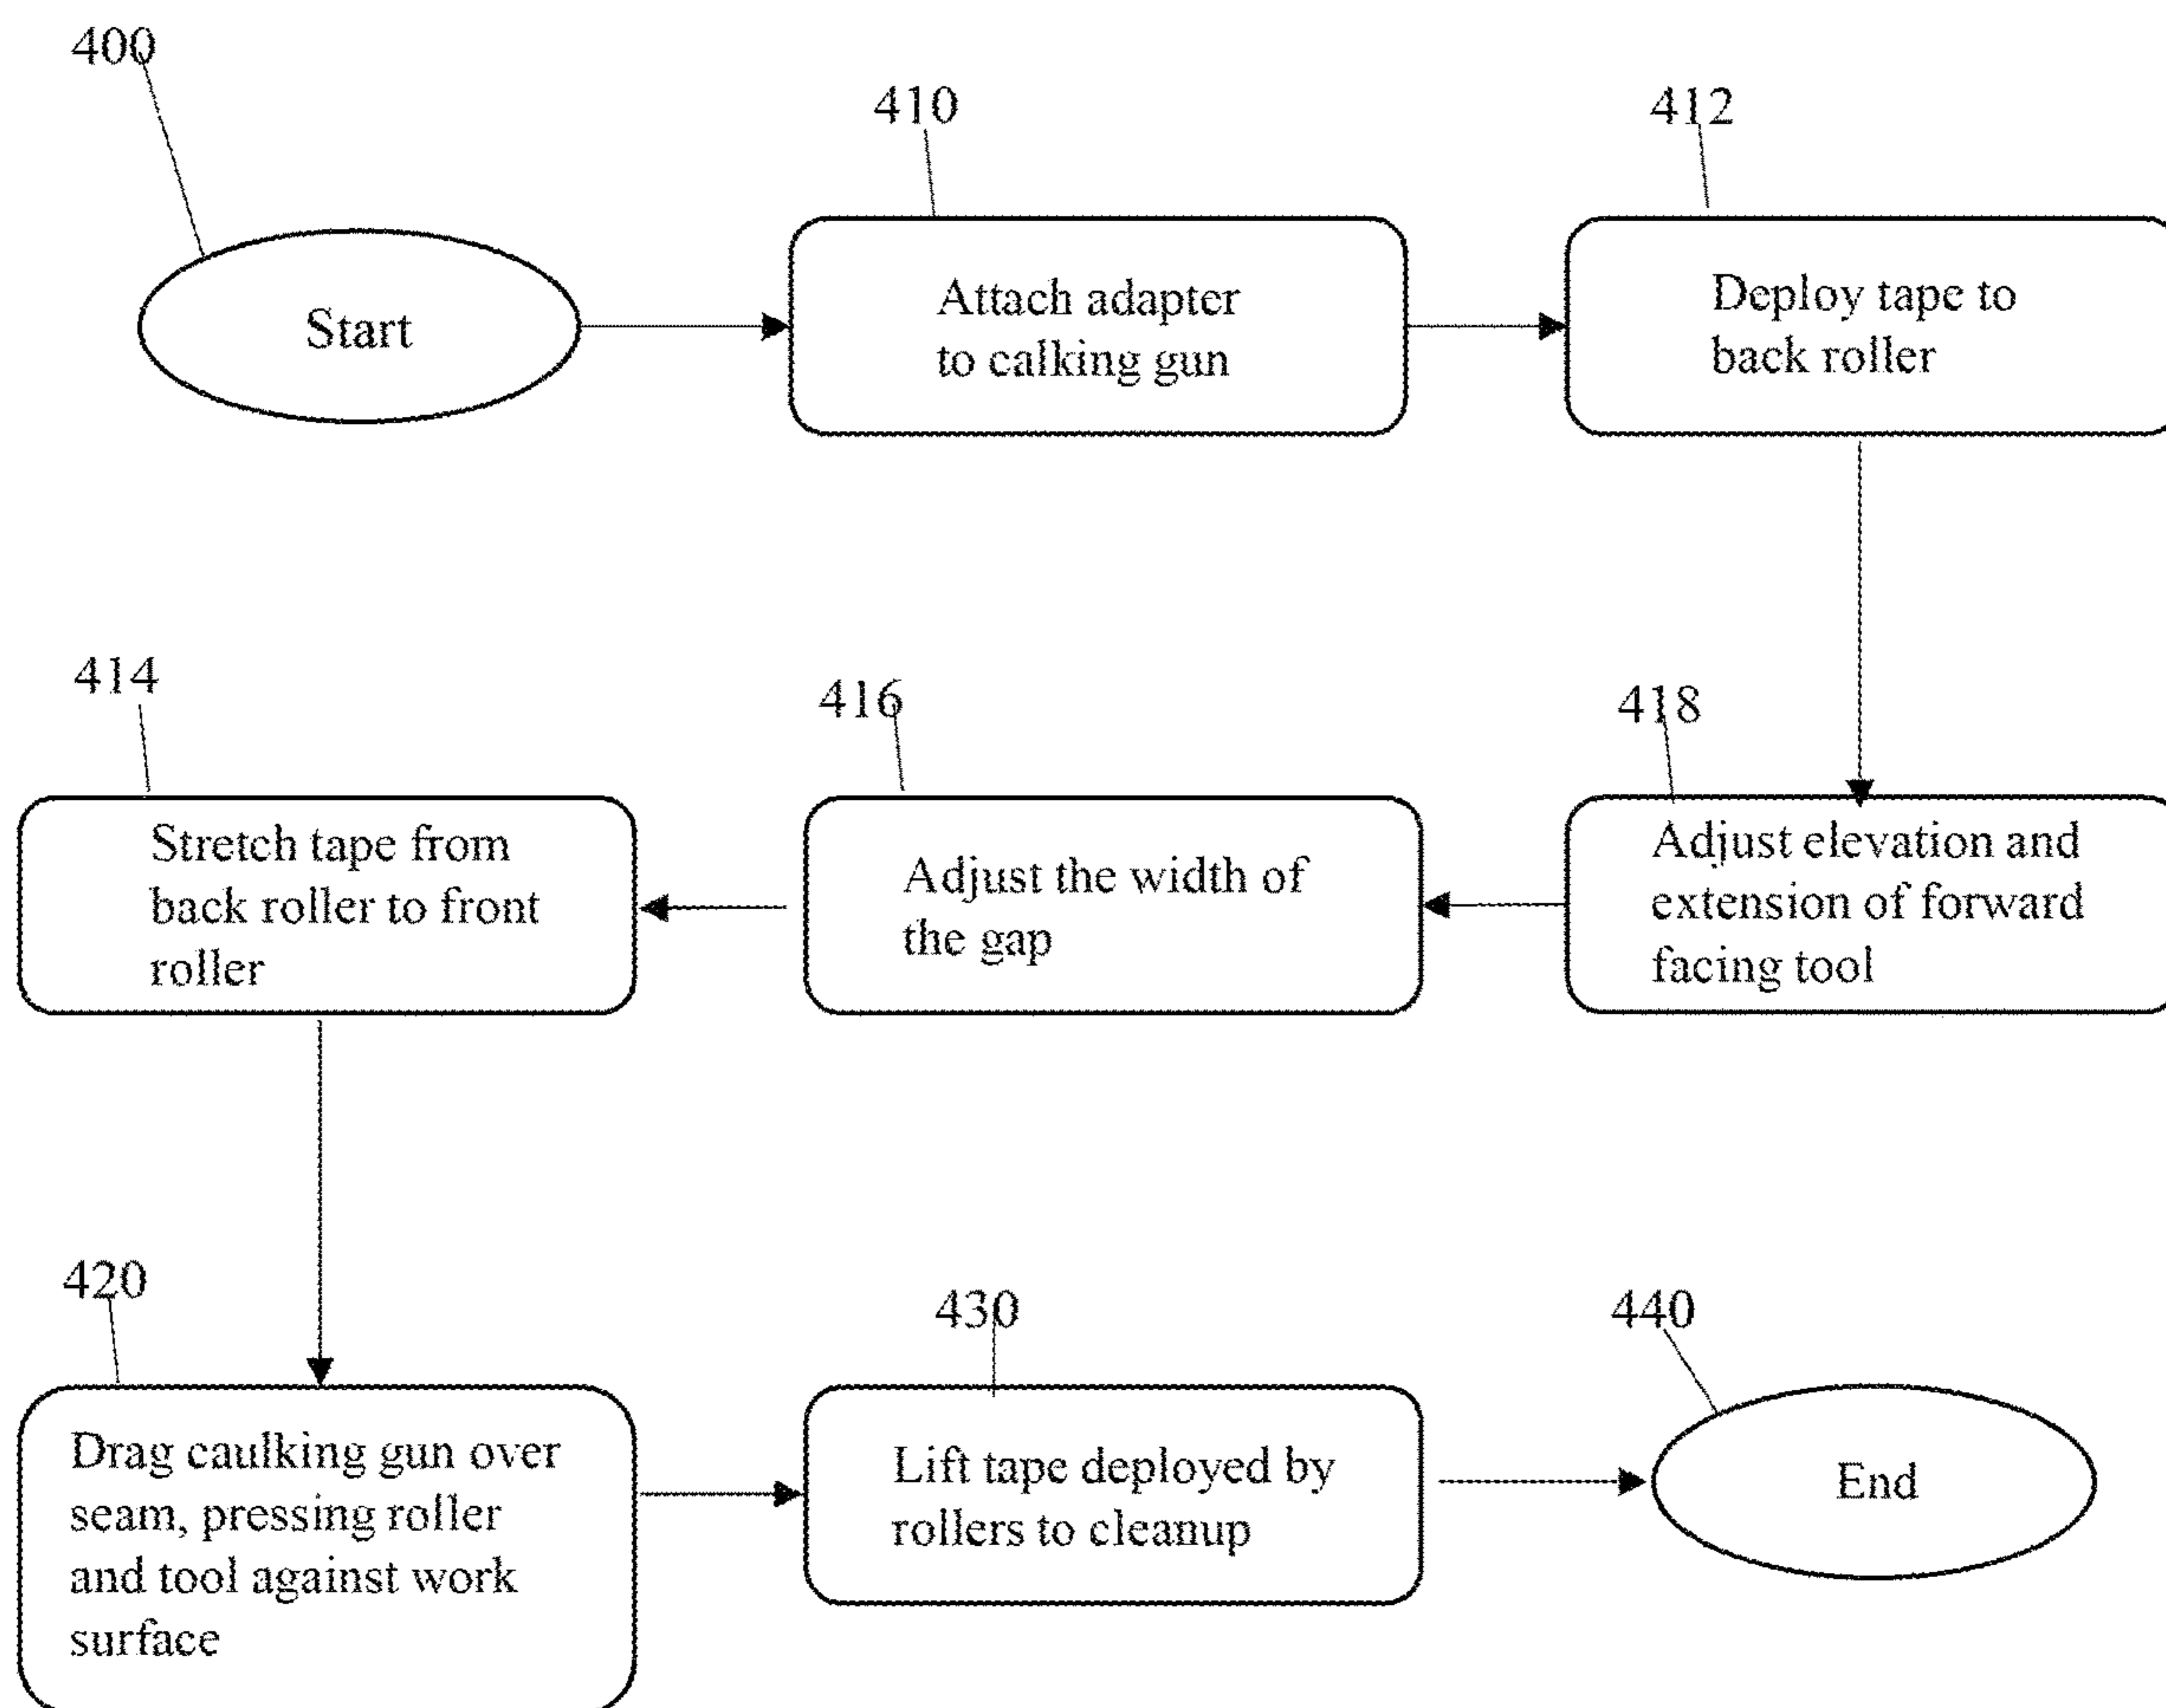 400
410
412
Start
Attach adapter
to calking gun
Deploy tape to
back roller
414
416
418
Stretch tape from
back roller to front
roller
Adjust the width of
the gap
Adjust elevation and
extension of forward
facing tool
420
430
440
Drag caulking gun over
seam, pressing roller
and tool against work
surface
Lift tape deployed by
rollers to cleanup
End